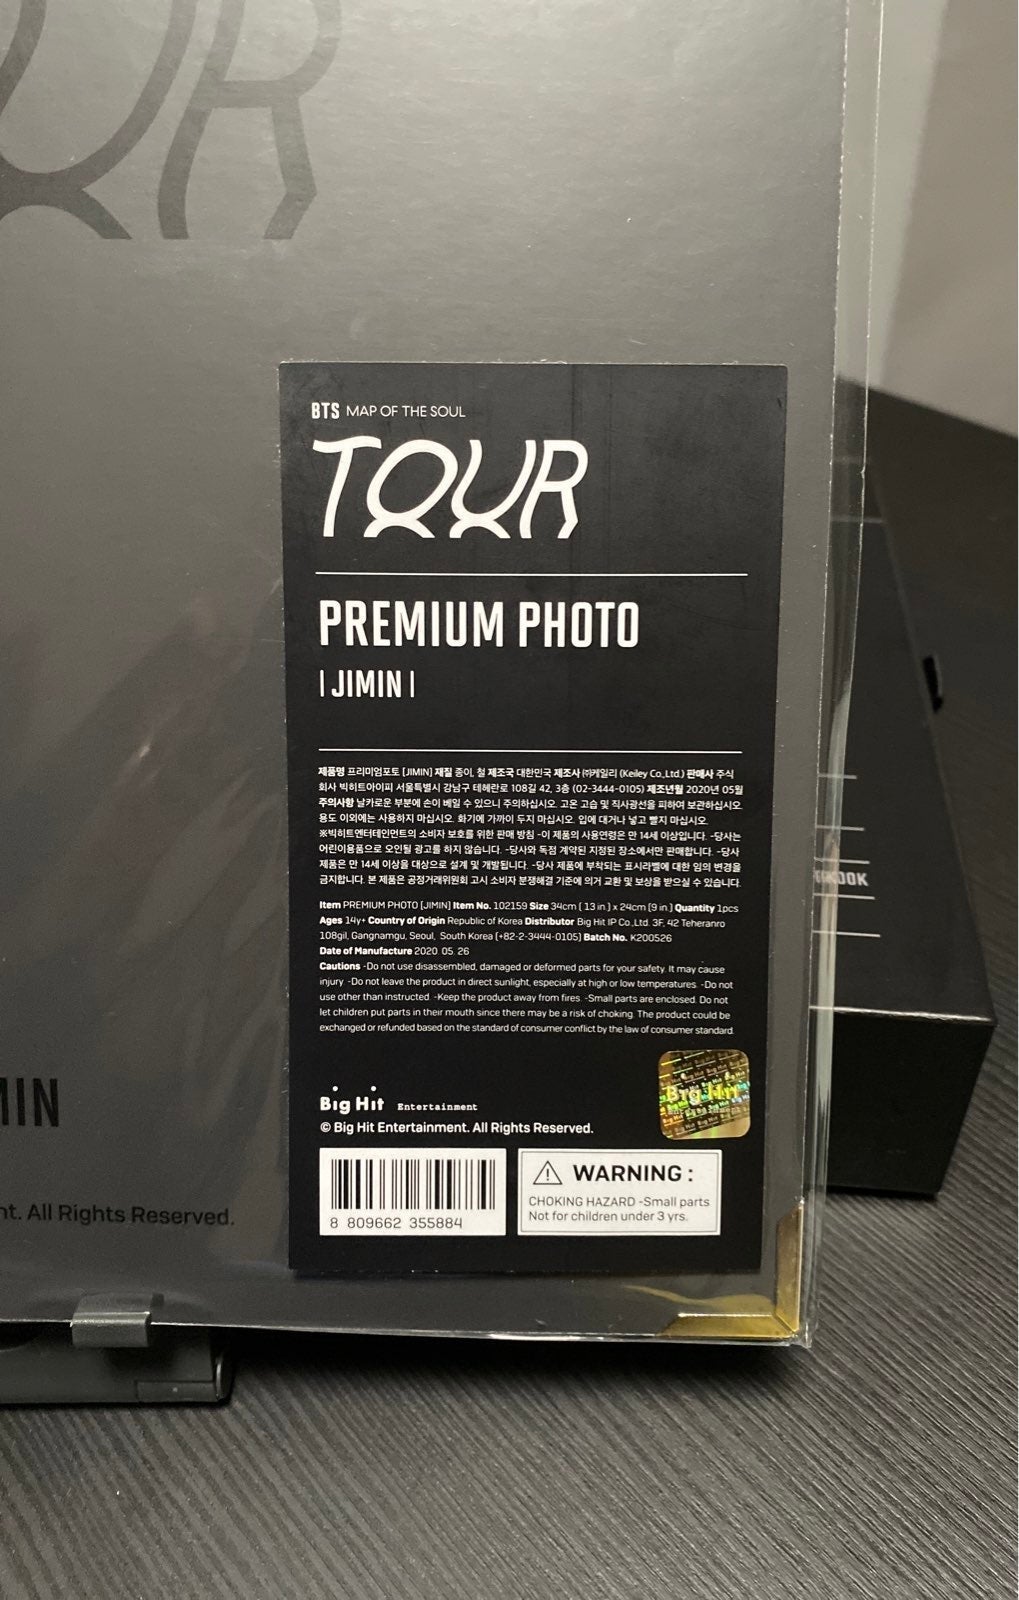 TOUR
BTS MAP OF THE SOUL
TOUR
PREMIUM PHOTO
| JIMIN |
제품명 프리미엄포토 [JIMIN] 재질 종이, 철 제조국 대한민국 제조사 ㈜케일리 (Keiley Co.,Ltd.) 판매사 주식
회사 빅히트아이피 서울특별시 강남구 테헤란로 108길 42, 3층 (02-3444-0105) 제조년월 2020년 05월
주의사항 날카로운 부분에 손이 베일 수 있으니 주의하십시오. 고온 고습 및 직사광선을 피하여 보관하십시오.
용도 이외에는 사용하지 마십시오. 화기에 가까이 두지 마십시오. 입에 대거나 넣고 빨지 마십시오.
※빅히트엔터테인먼트의 소비자 보호를 위한 판매 방침 -이 제품의 사용연령은 만 14세 이상입니다. -당사는
어린이용품으로 오인될 광고를 하지 않습니다. -당사와 독점 계약된 지정된 장소에서만 판매합니다. -당사
제품은 만 14세 이상을 대상으로 설계 및 개발됩니다. -당사 제품에 부착되는 표시라벨에 대한 임의 변경을
금지합니다. 본 제품은 공정거래위원회 고시 소비자 분쟁해결 기준에 의거 교환 및 보상을 받으실 수 있습니다.
Item PREMIUM PHOTO [JIMIN] Item No. 102159 Size 34cm [ 13 in.] x 24cm [9 in.] Quantity 1pcs
Ages 14y+ Country of Origin Republic of Korea Distributor Big Hit IP Co.,Ltd. 3F, 42 Teheranro
108gil, Gangnamgu, Seoul, South Korea (+82-2-3444-0105) Batch No. K200526
Date of Manufacture 2020. 05. 26
Cautions -Do not use disassembled, damaged or deformed parts for your safety. It may cause
injury. -Do not leave the product in direct sunlight, especially at high or low temperatures. -Do not
use other than instructed. -Keep the product away from fires. -Small parts are enclosed. Do not
let children put parts in their mouth since there may be a risk of choking. The product could be
exchanged or refunded based on the standard of consumer conflict by the law of consumer standard.
Big Hit Entertainment
Big Hit
© Big Hit Entertainment. All Rights Reserved.
8 809662 355884
WARNING :
CHOKING HAZARD -Small parts
Not for children under 3 yrs.
MIN
nt. All Rights Reserved.